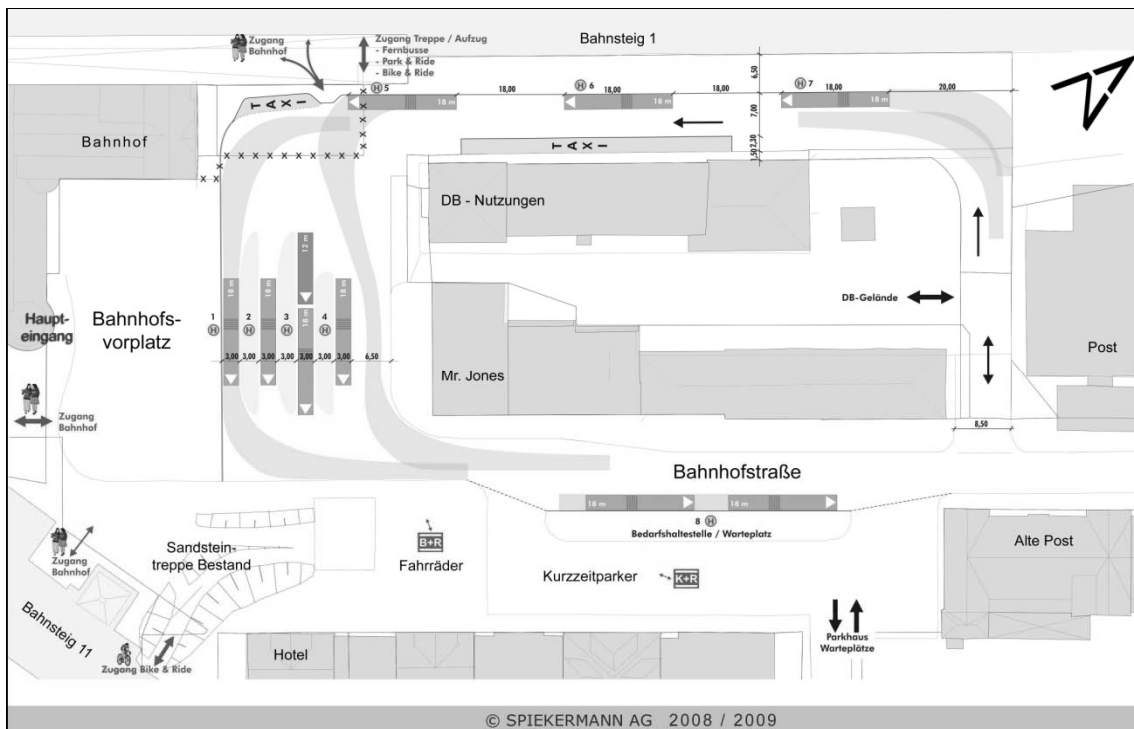 Zugang
Bahnhof
Zugang Treppe / Aufzug
- Fernbusse
- Park & Ride
- Bike & Ride
Bahnsteig 1
6,50
H 5
18,00
H 6
H 7
TAXI
18 m
18,00
18 m
18,00
18 m
20,00
7,00
Bahnhof
TAXI
2,30
1,50
DB - Nutzungen
Haupt-
eingang
Bahnhofs-
vorplatz
18 m
18 m
12 m
18 m
18 m
1
2
3
4
H
H
H
H
3,00
3,00
3,00
3,00
3,00
3,00
3,00
6,50
DB-Gelände
Post
Mr. Jones
Zugang
Bahnhof
8,50
Bahnhofstraße
18 m
18 m
8 H
Bedarfshaltestelle / Warteplatz
Zugang
Bahnhof
Sandstein-
treppe Bestand
B+R
Fahrräder
Kurzzeitparker
K+R
Alte Post
Bahnsteig 11
Zugang Bike & Ride
Hotel
Parkhaus
Warteplätze
© SPIEKERMANN AG 2008 / 2009